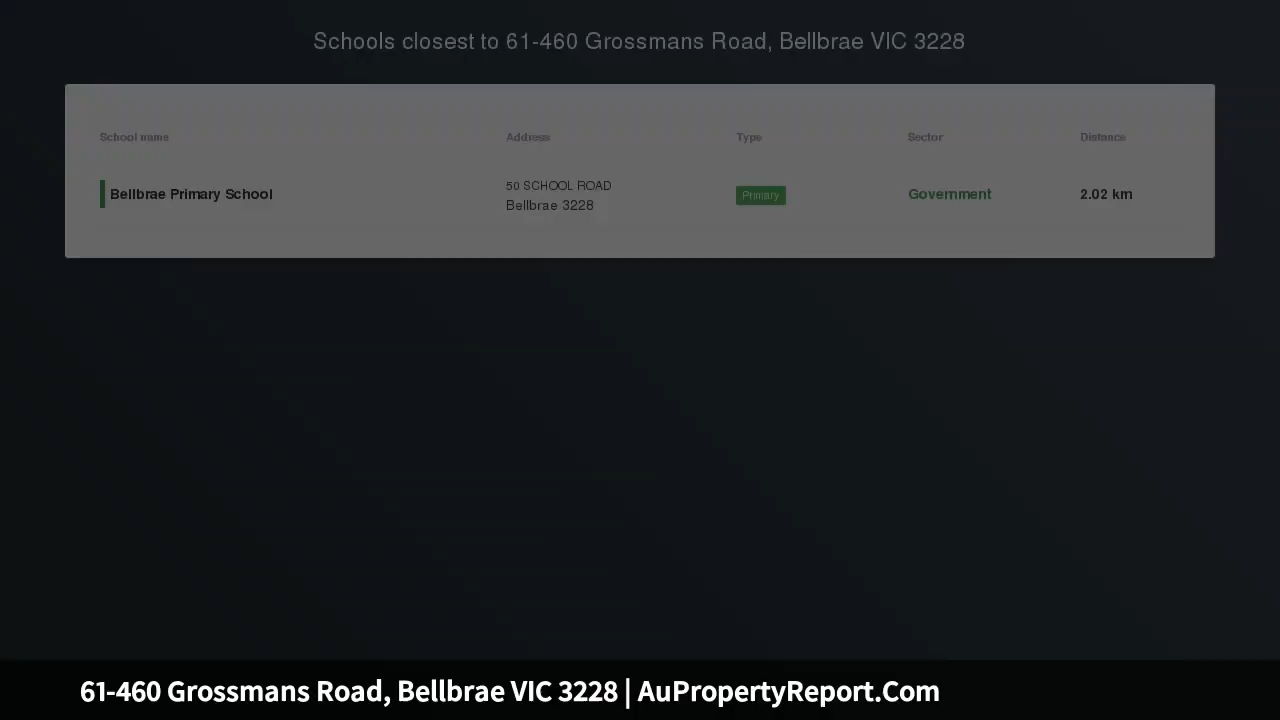 Schools closest to 61-460 Grossmans Road, Bellbrae VIC 3228
School name Address Type Sector Distance
Bellbrae Primary School 50 SCHOOL ROAD Primary Government 2.02 km
Bellbrae 3228
61-460 Grossmans Road, Bellbrae VIC 3228 | AuPropertyReport.Com